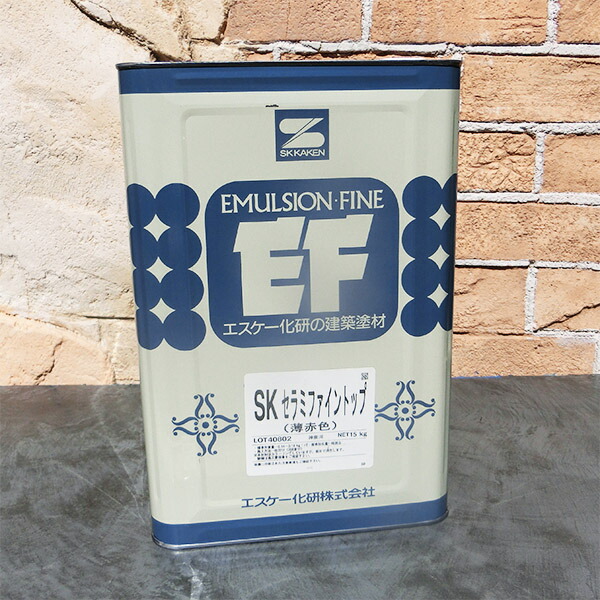 SK KAKEN
EMULSION·FINE
EF
エスケー化研の建築塗材
SK セラミファイントップ
(薄赤色)
LOT40802
NET15 kg
エスケー化研株式会社